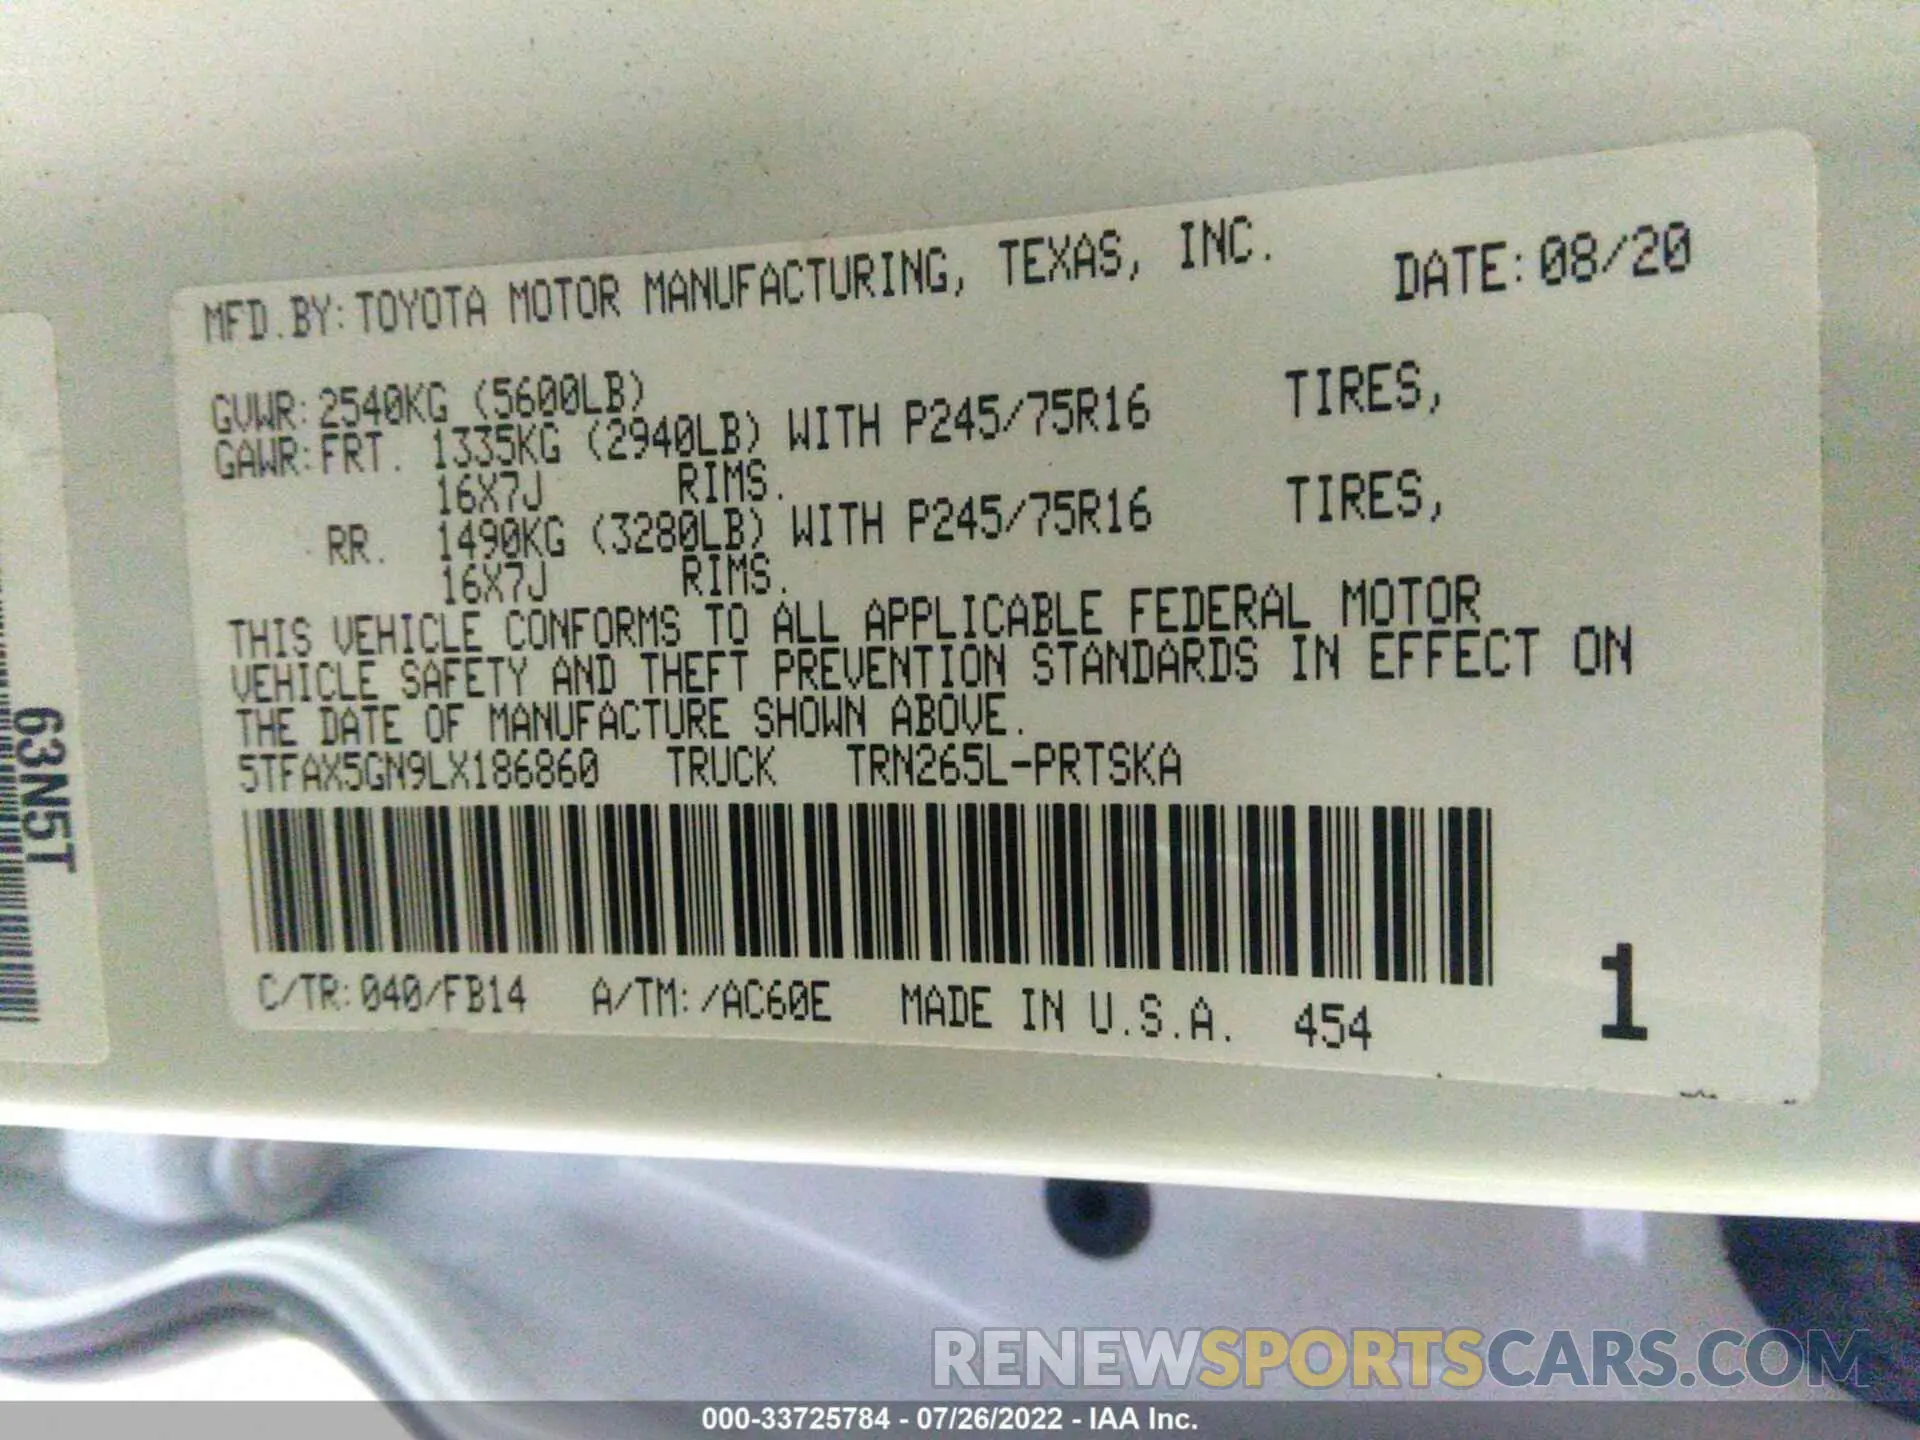 MFD.BY:TOYOTA MOTOR MANUFACTURING, TEXAS, INC. DATE:08/20
GVWR:2540KG (5600LB)
GAWR:FRT. 1335KG (2940LB) WITH P245/75R16 TIRES,
16X7J RIMS.
RR. 1490KG (3280LB) WITH P245/75R16 TIRES,
16X7J RIMS.
THIS VEHICLE CONFORMS TO ALL APPLICABLE FEDERAL MOTOR
VEHICLE SAFETY AND THEFT PREVENTION STANDARDS IN EFFECT ON
THE DATE OF MANUFACTURE SHOWN ABOVE.
5TFAX5GN9LX186860 TRUCK TRN265L-PRTSKA
C/TR:040/FB14 A/TM:/AC60E MADE IN U.S.A. 454 1
63N5T
RENEWSPORTSCARS.COM
000-33725784 - 07/26/2022 - IAA Inc.